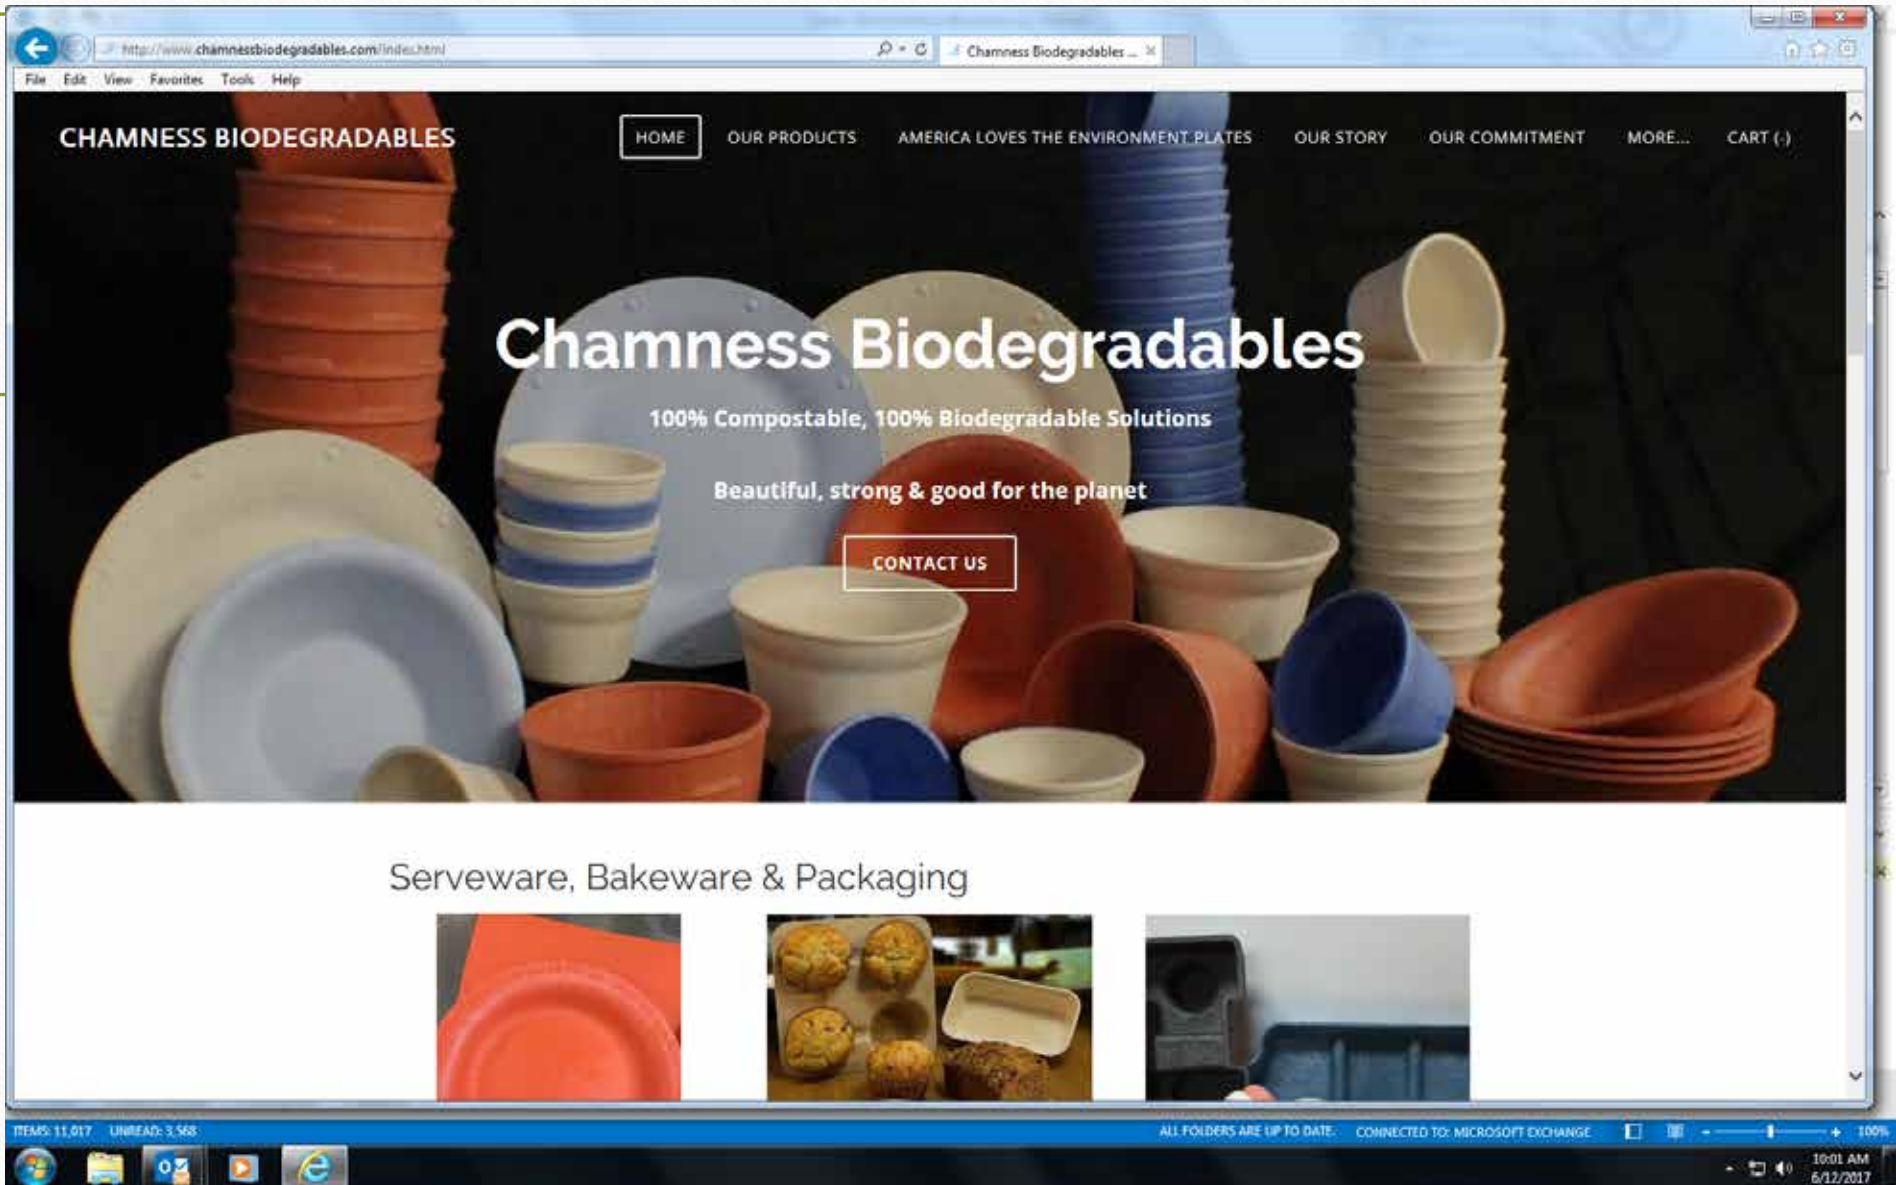 http://www.chamnessbiodegradables.com/index.html
Chamness Biodegradables ...
File Edit View Favorites Tools Help
CHAMNESS BIODEGRADABLES
HOME OUR PRODUCTS AMERICA LOVES THE ENVIRONMENT PLATES OUR STORY OUR COMMITMENT MORE... CART (-)
Chamness Biodegradables
100% Compostable, 100% Biodegradable Solutions
Beautiful, strong & good for the planet
CONTACT US
Serveware, Bakeware & Packaging
ITEMS: 11,017 UNREAD: 3,568 ALL FOLDERS ARE UP TO DATE. CONNECTED TO: MICROSOFT EXCHANGE 100%
10:01 AM
6/12/2017